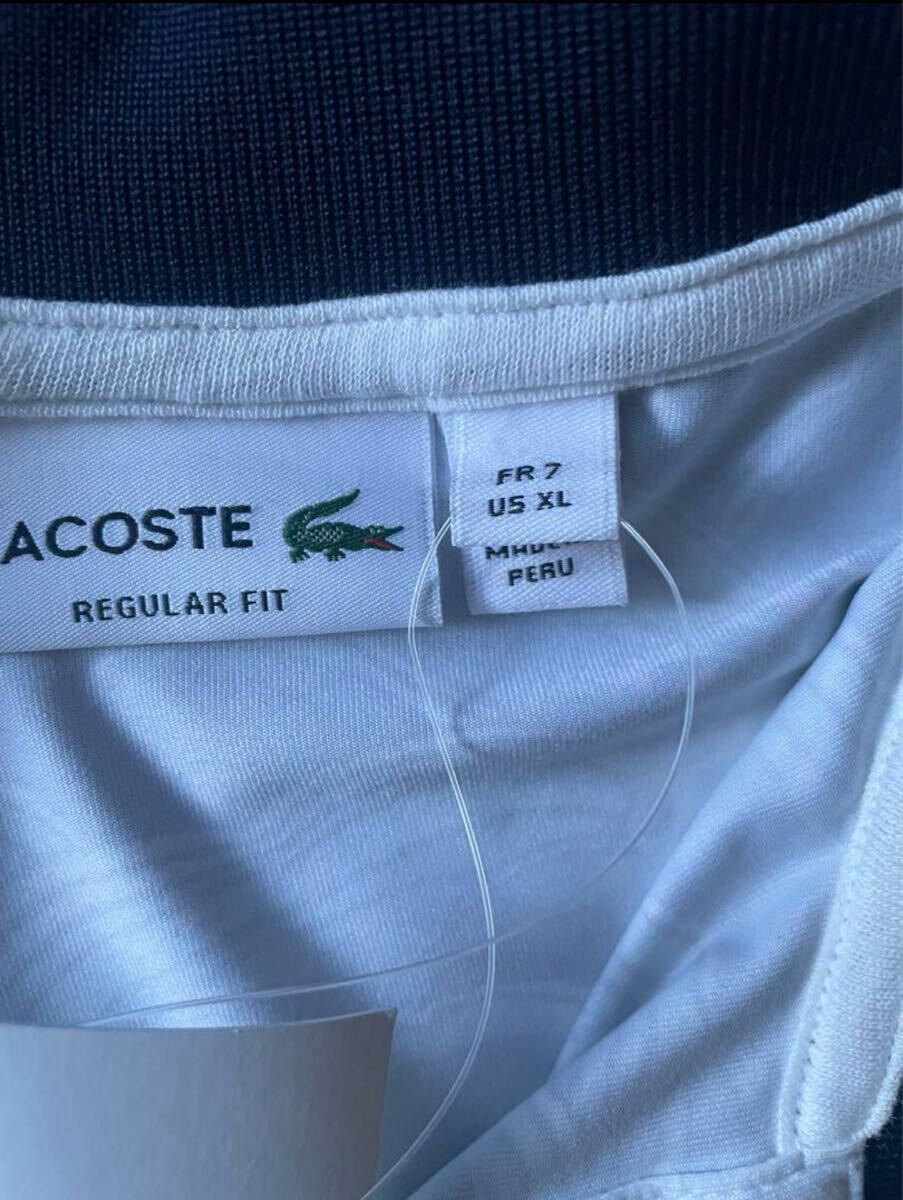 ACOSTE
REGULAR FIT
FR 7
US XL
PERU